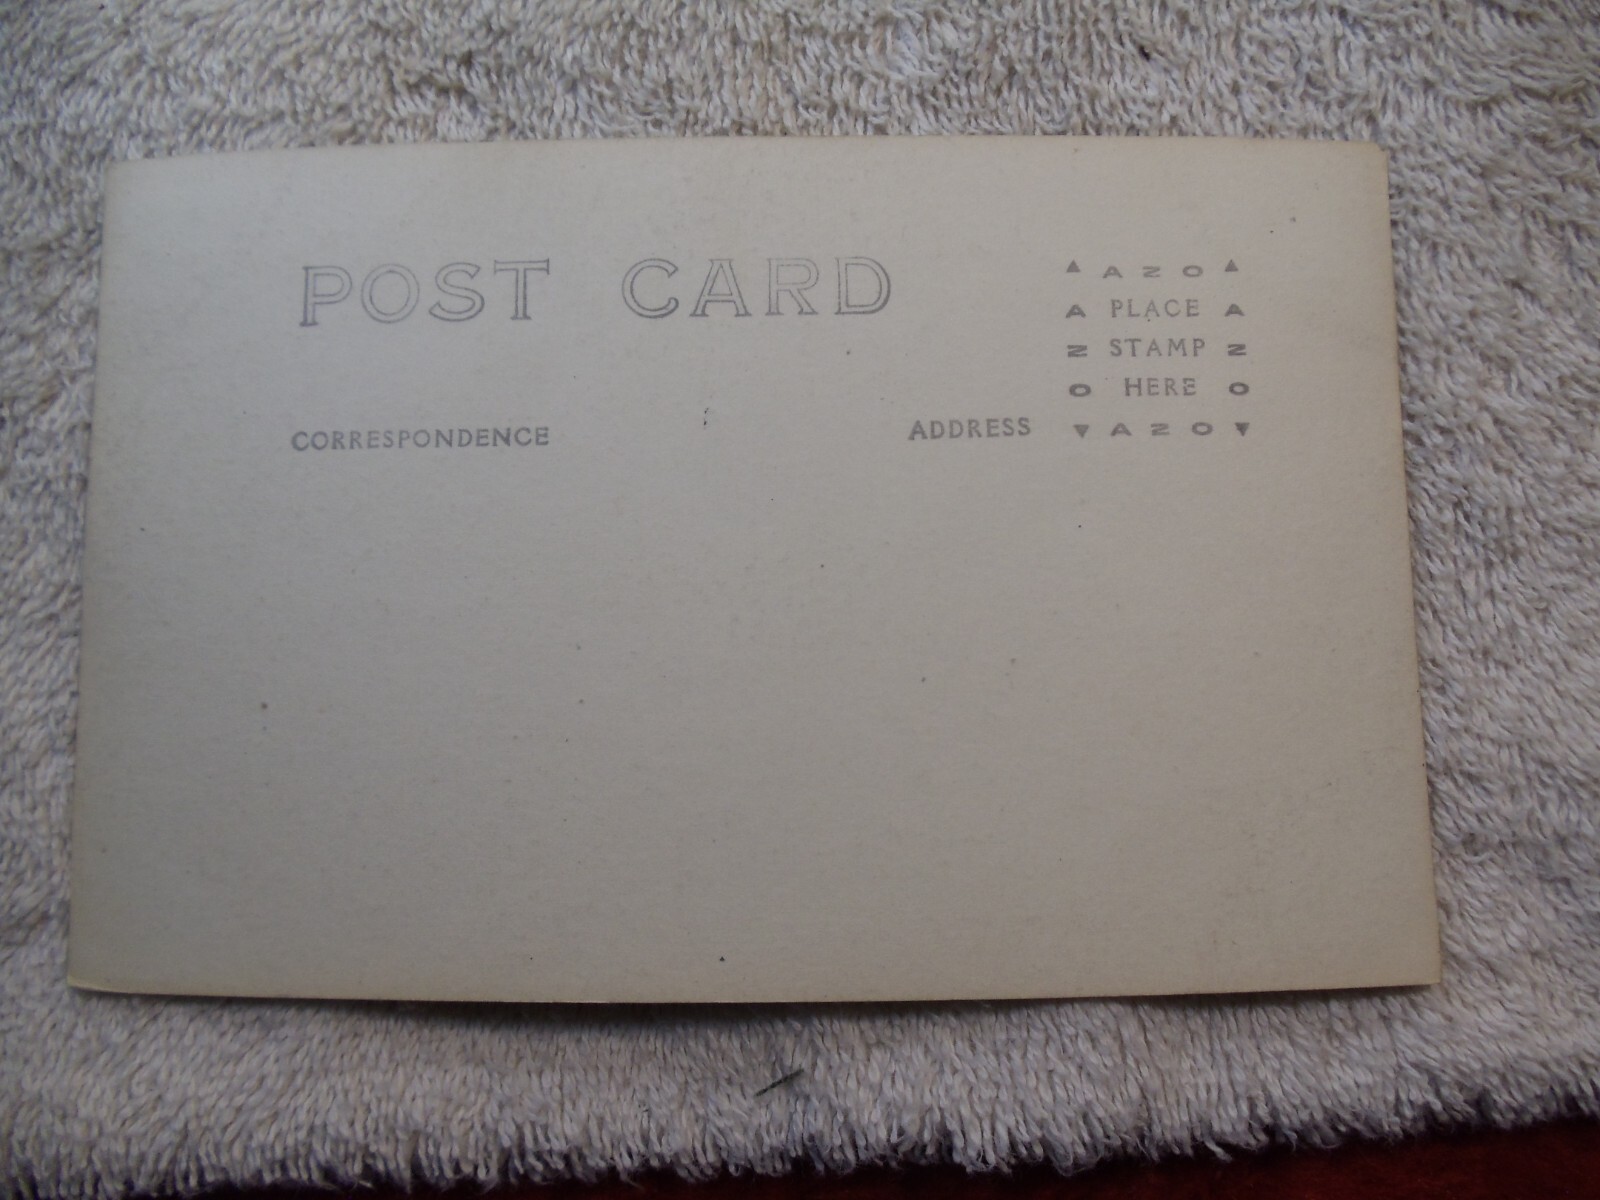 POST CARD
CORRESPONDENCE
ADDRESS
▲ AZO ▲
A PLACE A
Z STAMP Z
O HERE O
▼ AZO ▼